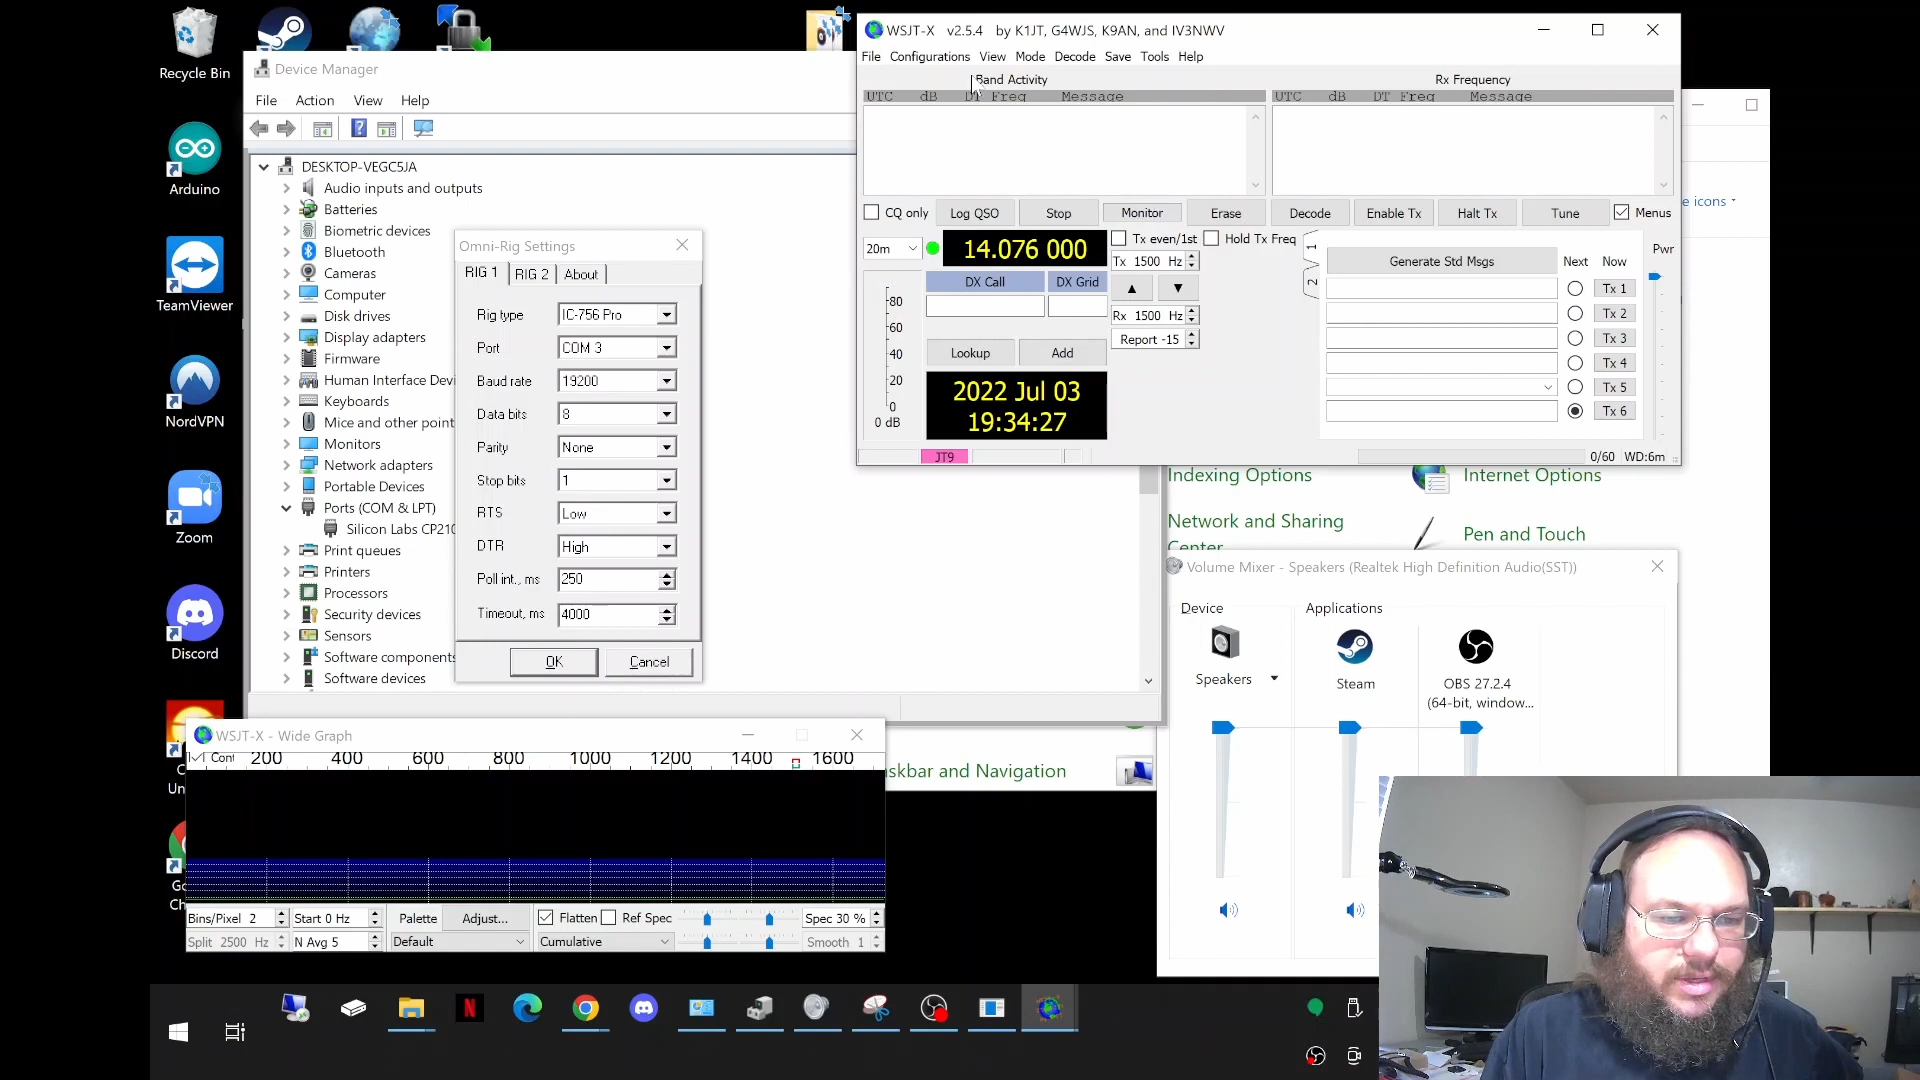 Recycle Bin
Arduino
TeamViewer
NordVPN
Zoom
Discord
Device Manager
File Action View Help
DESKTOP-VEGC5JA
Audio inputs and outputs
Batteries
Biometric devices
Bluetooth
Cameras
Computer
Disk drives
Display adapters
Firmware
Human Interface Devi
Keyboards
Mice and other point
Monitors
Network adapters
Portable Devices
Ports (COM & LPT)
Silicon Labs CP210
Print queues
Printers
Processors
Security devices
Sensors
Software components
Software devices
Omni-Rig Settings
RIG 1 RIG 2 About
Rig type IC-756 Pro
Port COM 3
Baud rate 19200
Data bits 8
Parity None
Stop bits 1
RTS Low
DTR High
Poll int., ms 250
Timeout, ms 4000
OK Cancel
WSJT-X v2.5.4 by K1JT, G4WJS, K9AN, and IV3NWV
File Configurations View Mode Decode Save Tools Help
Band Activity Rx Frequency
UTC dB DT Freq Message UTC dB DT Freq Message
CQ only Log QSO Stop Monitor Erase Decode Enable Tx Halt Tx Tune Menus
20m 14.076 000 Tx even/1st Hold Tx Freq 1 Pwr
Tx 1500 Hz Generate Std Msgs Next Now
DX Call DX Grid 2
Tx 1
Rx 1500 Hz Tx 2
Report -15 Tx 3
Lookup Add Tx 4
Tx 5
Tx 6
80
60
40
20
0
0 dB
2022 Jul 03
19:34:27
JT9 0/60 WD:6m
e icons
Indexing Options Internet Options
Network and Sharing
Center
Pen and Touch
skbar and Navigation
Volume Mixer - Speakers (Realtek High Definition Audio(SST))
Device Applications
Speakers Steam OBS 27.2.4
(64-bit, window...
WSJT-X - Wide Graph
Cont 200 400 600 800 1000 1200 1400 1600
Bins/Pixel 2 Start 0 Hz Palette Adjust... Flatten Ref Spec Spec 30 %
Split 2500 Hz N Avg 5 Default Cumulative Smooth 1